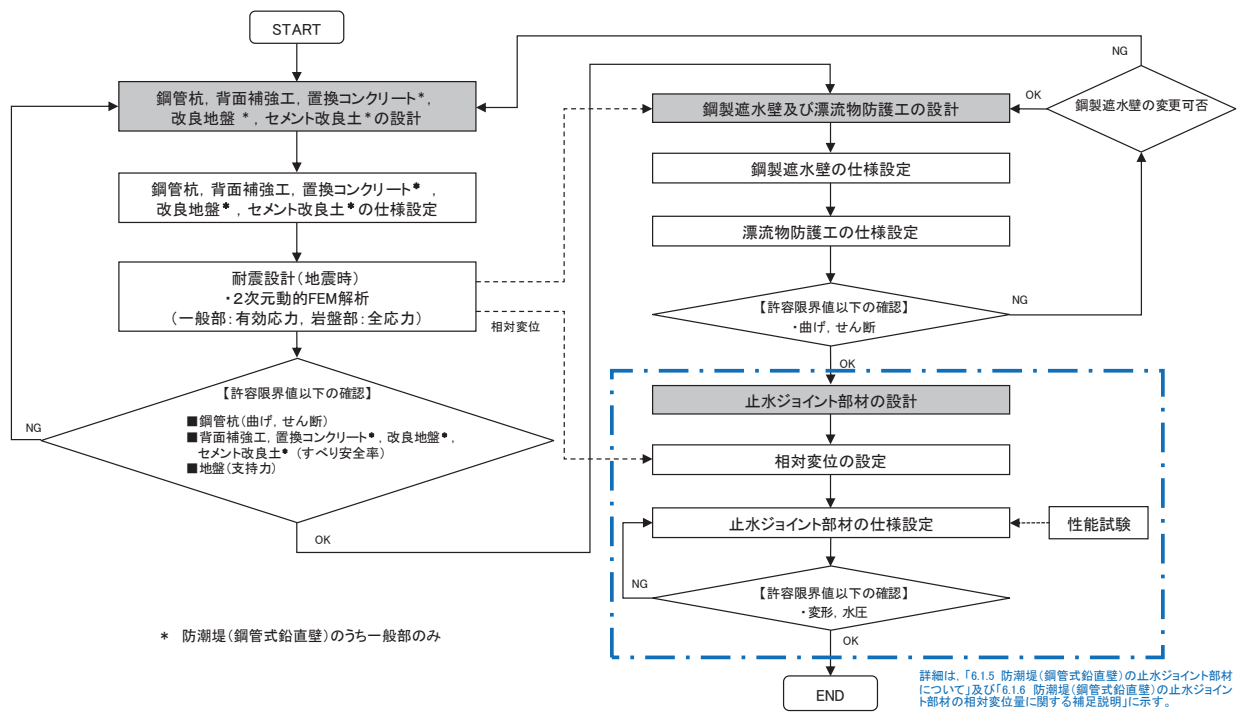 START
鋼管杭，背面補強工，置換コンクリート*，
改良地盤*，セメント改良土*の設計
鋼管杭，背面補強工，置換コンクリート*，
改良地盤*，セメント改良土*の仕様設定
耐震設計（地震時）
・２次元動的FEM解析
（一般部：有効応力，岩盤部：全応力）
相対変位
【許容限界値以下の確認】
■鋼管杭（曲げ，せん断）
■背面補強工，置換コンクリート*，改良地盤*，
セメント改良土*（すべり安全率）
■地盤（支持力）
NG
OK
* 防潮堤（鋼管式鉛直壁）のうち一般部のみ
鋼製遮水壁及び漂流物防護工の設計
OK
NG
鋼製遮水壁の変更可否
鋼製遮水壁の仕様設定
漂流物防護工の仕様設定
【許容限界値以下の確認】
・曲げ，せん断
NG
OK
止水ジョイント部材の設計
相対変位の設定
止水ジョイント部材の仕様設定
性能試験
NG
【許容限界値以下の確認】
・変形，水圧
OK
END
詳細は，「6.1.5 防潮堤（鋼管式鉛直壁）の止水ジョイント部材
について」及び「6.1.6 防潮堤（鋼管式鉛直壁）の止水ジョイン
ト部材の相対変位量に関する補足説明」に示す。